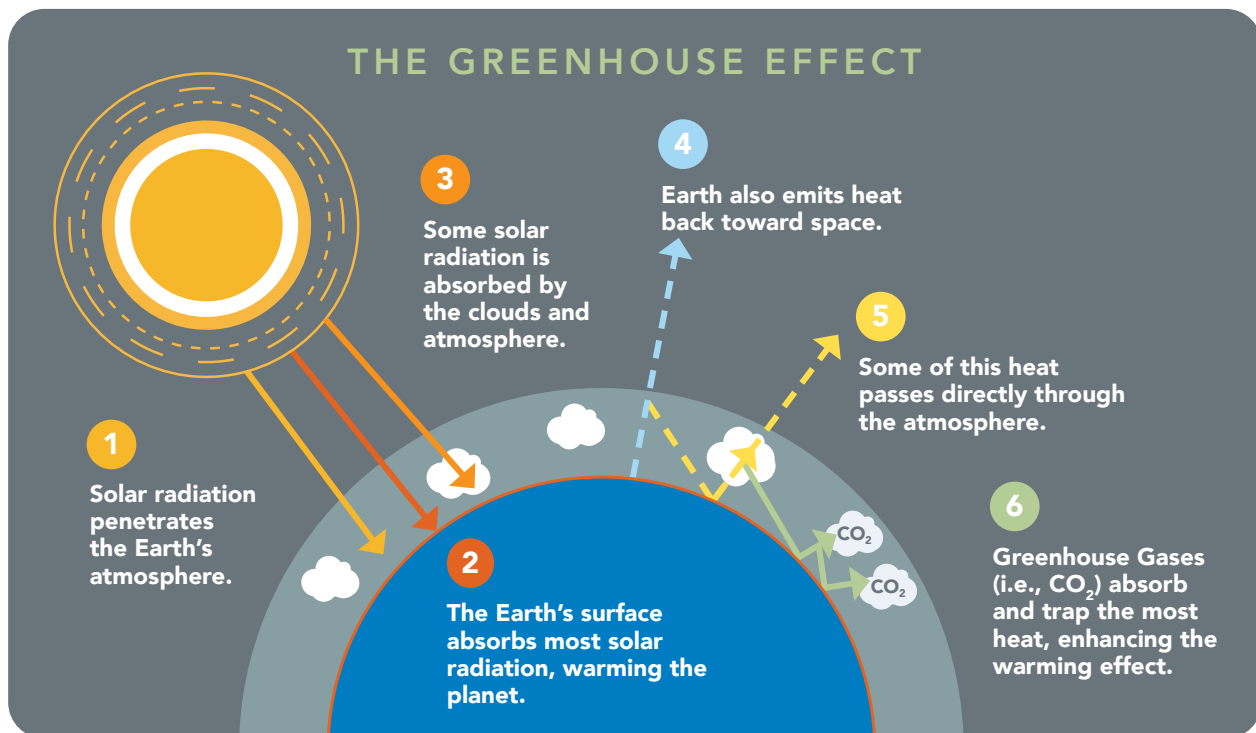 THE GREENHOUSE EFFECT
1
Solar radiation
penetrates
the Earth’s
atmosphere.
2
The Earth’s surface
absorbs most solar
radiation, warming the
planet.
3
Some solar
radiation is
absorbed by
the clouds and
atmosphere.
4
Earth also emits heat
back toward space.
5
Some of this heat
passes directly through
the atmosphere.
6
Greenhouse Gases
(i.e., CO₂) absorb
and trap the most
heat, enhancing the
warming effect.
CO₂
CO₂